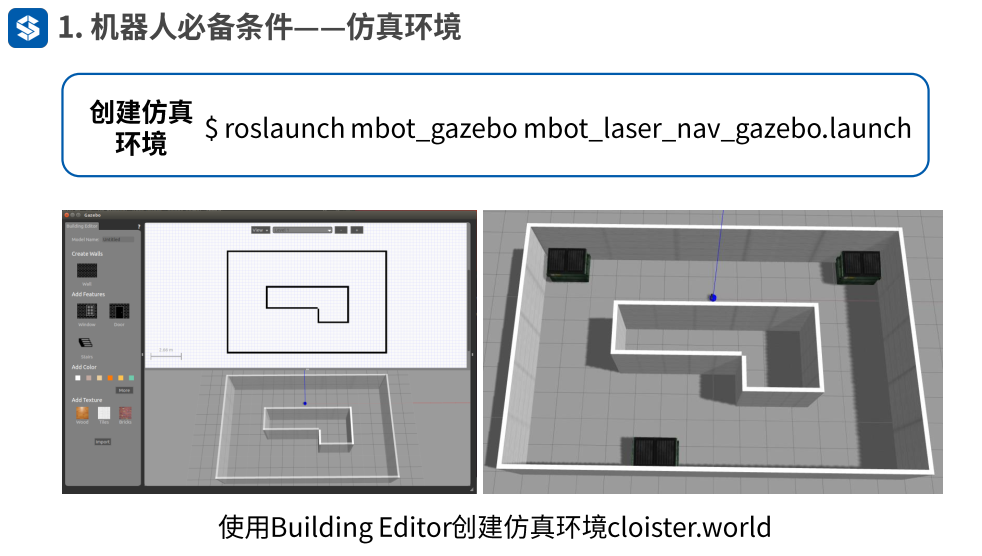 1. 机器人必备条件——仿真环境
创建仿真
环境
$ roslaunch mbot_gazebo mbot_laser_nav_gazebo.launch
Gazebo
Building Editor
Model Name:
Create Walls
Wall
Add Features
Window
Door
Stairs
Add Color
More
Add Texture
Wood
Tiles
Bricks
Import
View
使用Building Editor创建仿真环境cloister.world